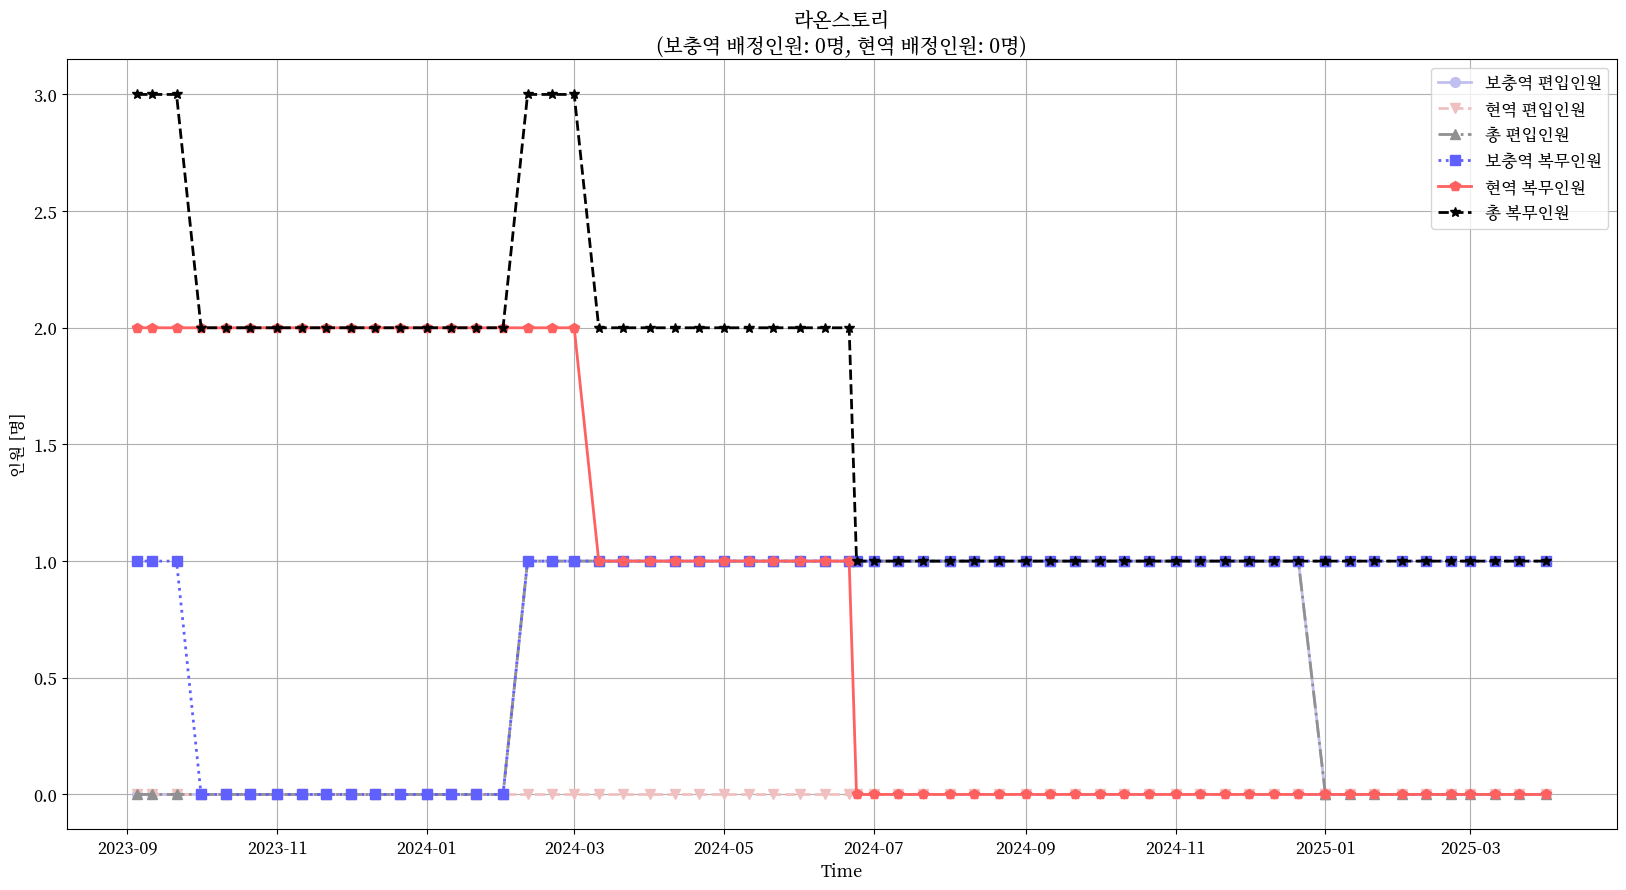 라온스토리
(보충역 배정인원: 0명, 현역 배정인원: 0명)
보충역 편입인원
현역 편입인원
총 편입인원
보충역 복무인원
현역 복무인원
총 복무인원
인원 [명]
3.0
2.5
2.0
1.5
1.0
0.5
0.0
2023-09 2023-11 2024-01 2024-03 2024-05 2024-07 2024-09 2024-11 2025-01 2025-03
Time